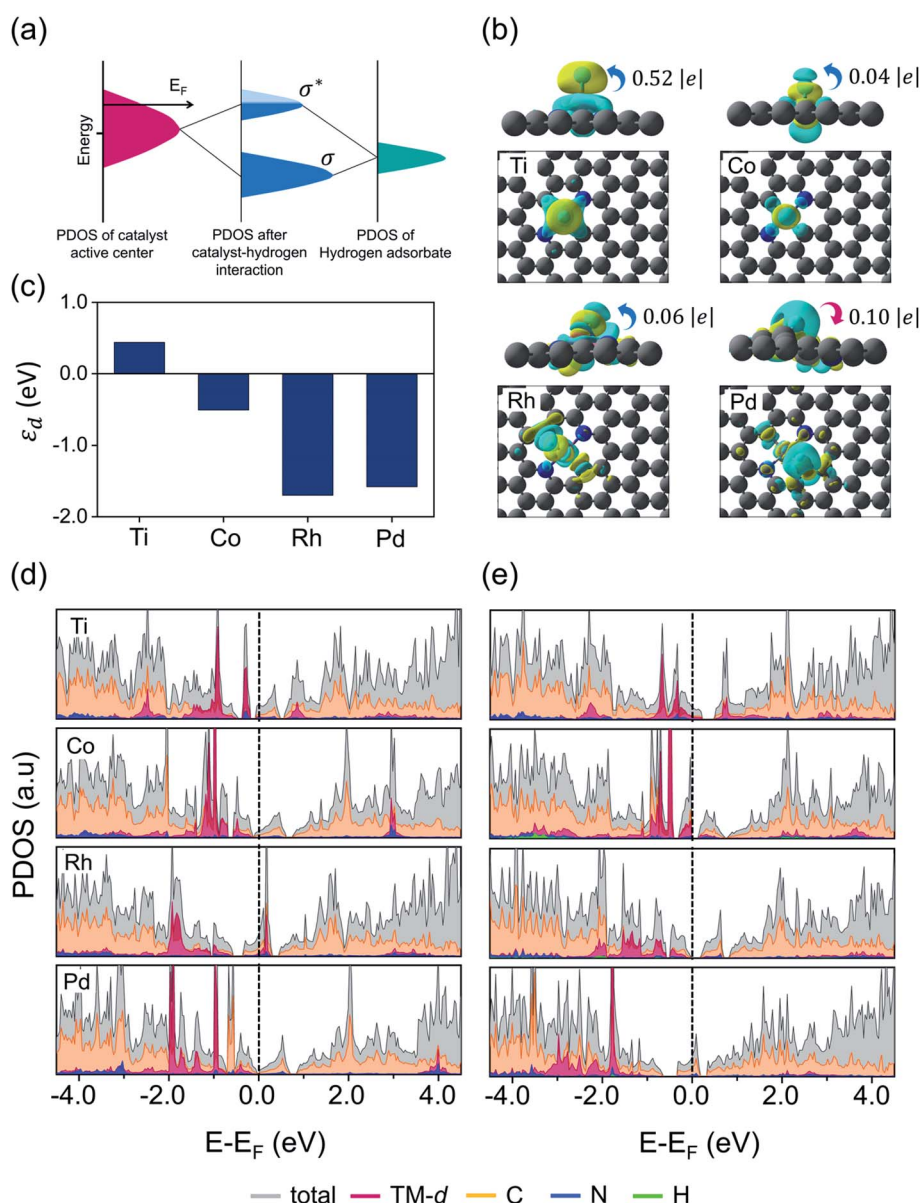 (a)
E_F
σ*
Energy
σ
PDOS of catalyst
active center
PDOS after
catalyst-hydrogen
interaction
PDOS of
Hydrogen adsorbate
(b)
0.52 |e|
0.04 |e|
Ti
Co
0.06 |e|
0.10 |e|
Rh
Pd
(c)
1.0
0.0
-1.0
-2.0
ε_d (eV)
Ti Co Rh Pd
(d)
Ti
Co
Rh
Pd
PDOS (a.u)
-4.0 -2.0 0.0 2.0 4.0
E-E_F (eV)
(e)
-4.0 -2.0 0.0 2.0 4.0
E-E_F (eV)
total TM-d C N H